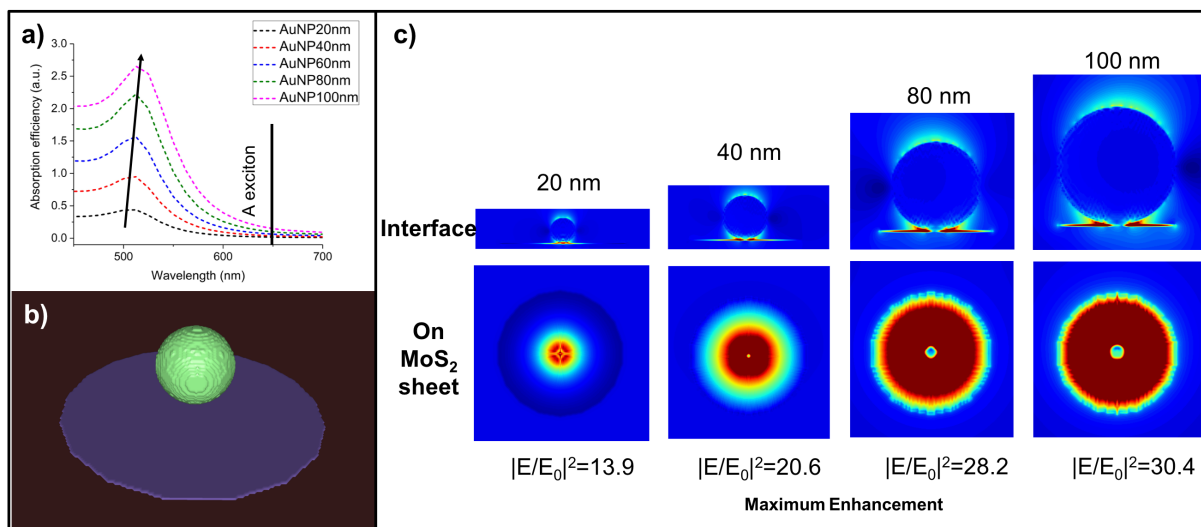 a)
AuNP20nm
AuNP40nm
AuNP60nm
AuNP80nm
AuNP100nm
3.0
2.5
2.0
1.5
1.0
0.5
0.0
Absorption efficiency (a.u.)
A exciton
500
600
700
Wavelength (nm)
b)
c)
20 nm
40 nm
80 nm
100 nm
Interface
On
MoS₂
sheet
|E/E₀|²=13.9
|E/E₀|²=20.6
|E/E₀|²=28.2
|E/E₀|²=30.4
Maximum Enhancement